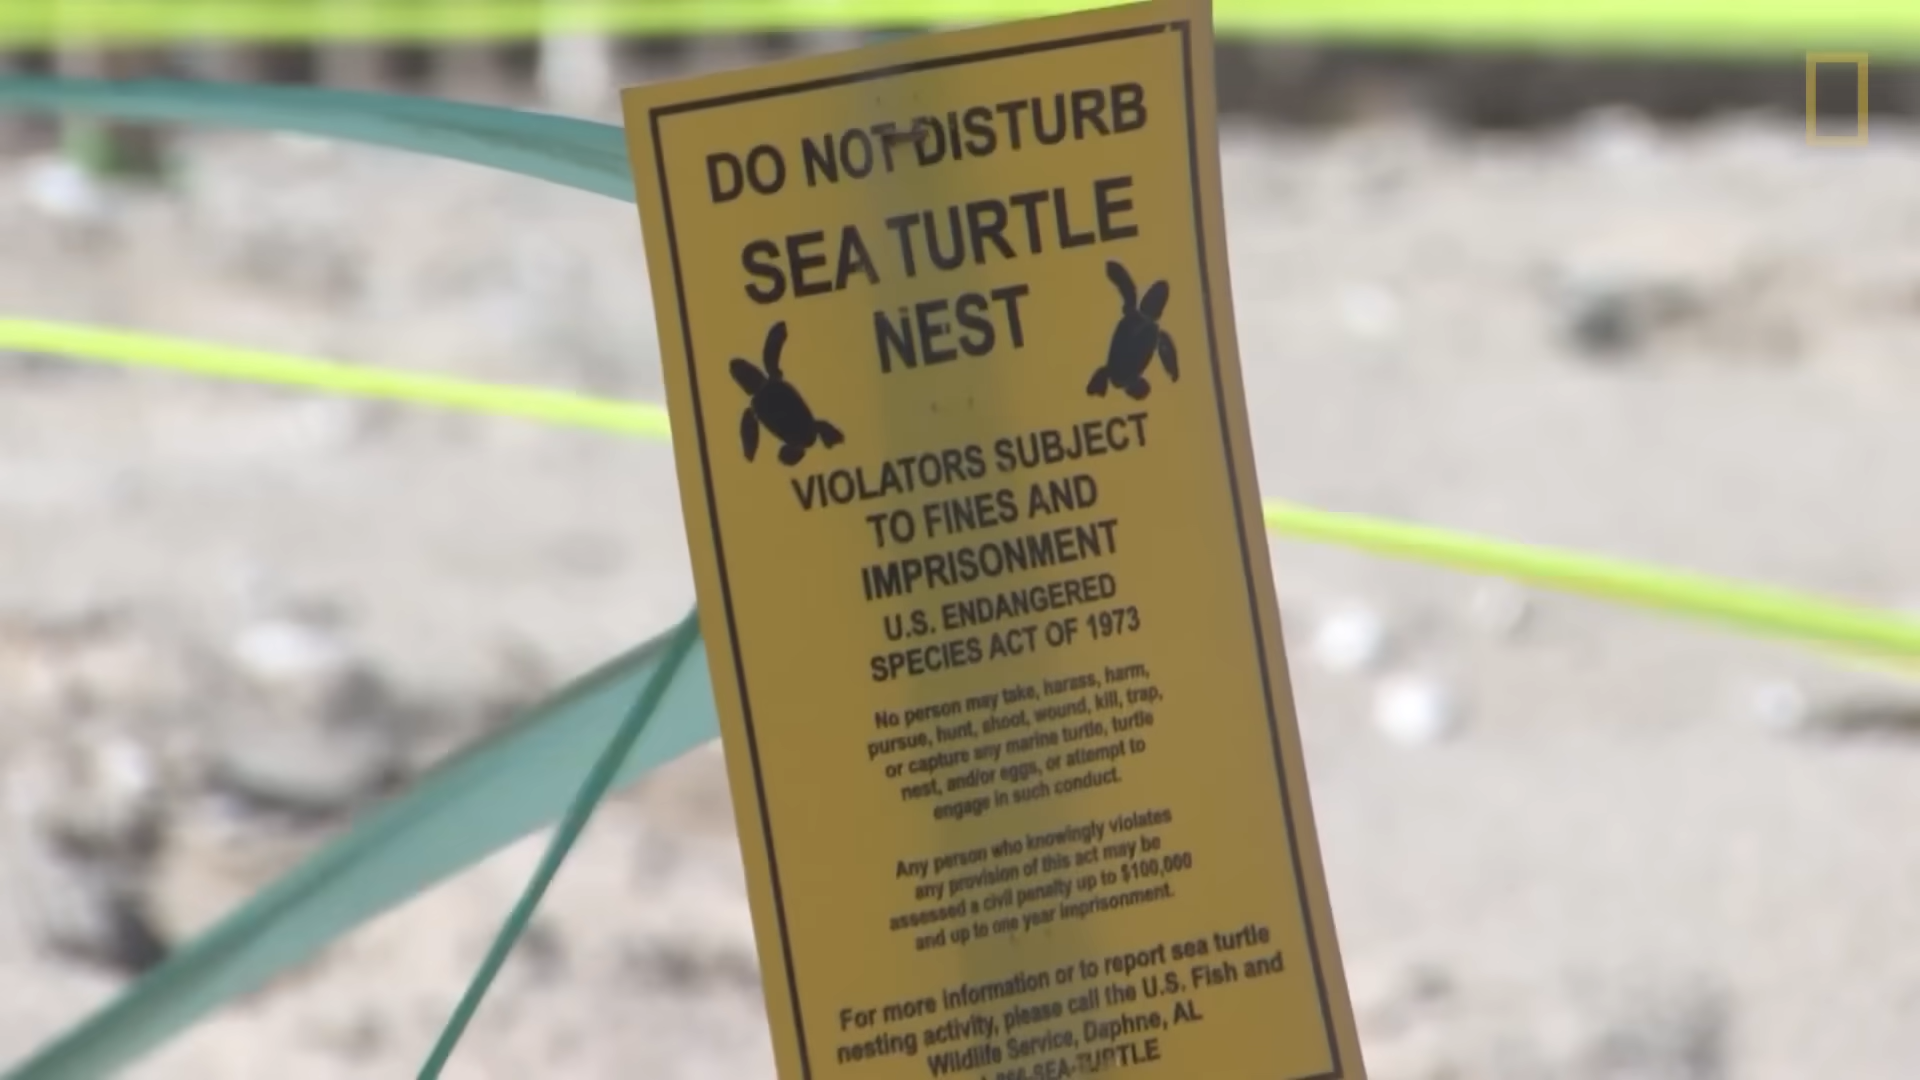 DO NOT DISTURB
SEA TURTLE
NEST
VIOLATORS SUBJECT
TO FINES AND
IMPRISONMENT
U.S. ENDANGERED
SPECIES ACT OF 1973
No person may take, harass, harm,
pursue, hunt, shoot, wound, kill, trap,
or capture any marine turtle, turtle
nest, and/or eggs, or attempt to
engage in such conduct.
Any person who knowingly violates
any provision of this act may be
assessed a civil penalty up to $100,000
and up to one year imprisonment.
For more information or to report sea turtle
nesting activity, please call the U.S. Fish and
Wildlife Service, Daphne, AL
SEA-TURTLE